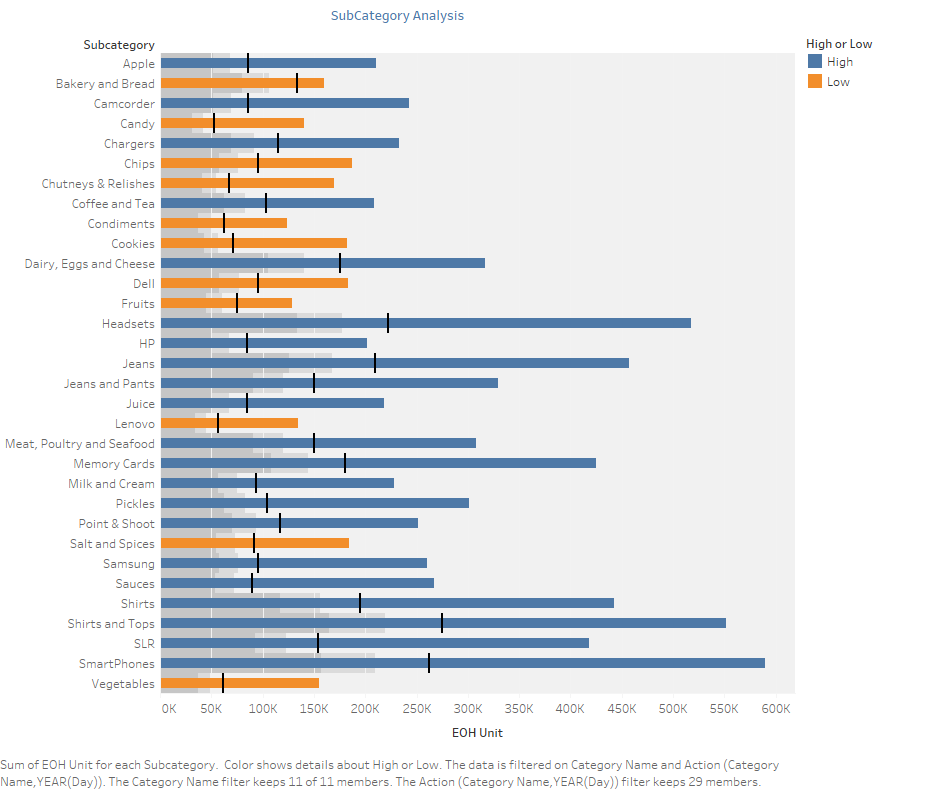 SubCategory Analysis
Subcategory
High or Low
High
Low
Apple
Bakery and Bread
Camcorder
Candy
Chargers
Chips
Chutneys & Relishes
Coffee and Tea
Condiments
Cookies
Dairy, Eggs and Cheese
Dell
Fruits
Headsets
HP
Jeans
Jeans and Pants
Juice
Lenovo
Meat, Poultry and Seafood
Memory Cards
Milk and Cream
Pickles
Point & Shoot
Salt and Spices
Samsung
Sauces
Shirts
Shirts and Tops
SLR
SmartPhones
Vegetables
0K 50K 100K 150K 200K 250K 300K 350K 400K 450K 500K 550K 600K
EOH Unit
Sum of EOH Unit for each Subcategory. Color shows details about High or Low. The data is filtered on Category Name and Action (Category
Name,YEAR(Day)). The Category Name filter keeps 11 of 11 members. The Action (Category Name,YEAR(Day)) filter keeps 29 members.